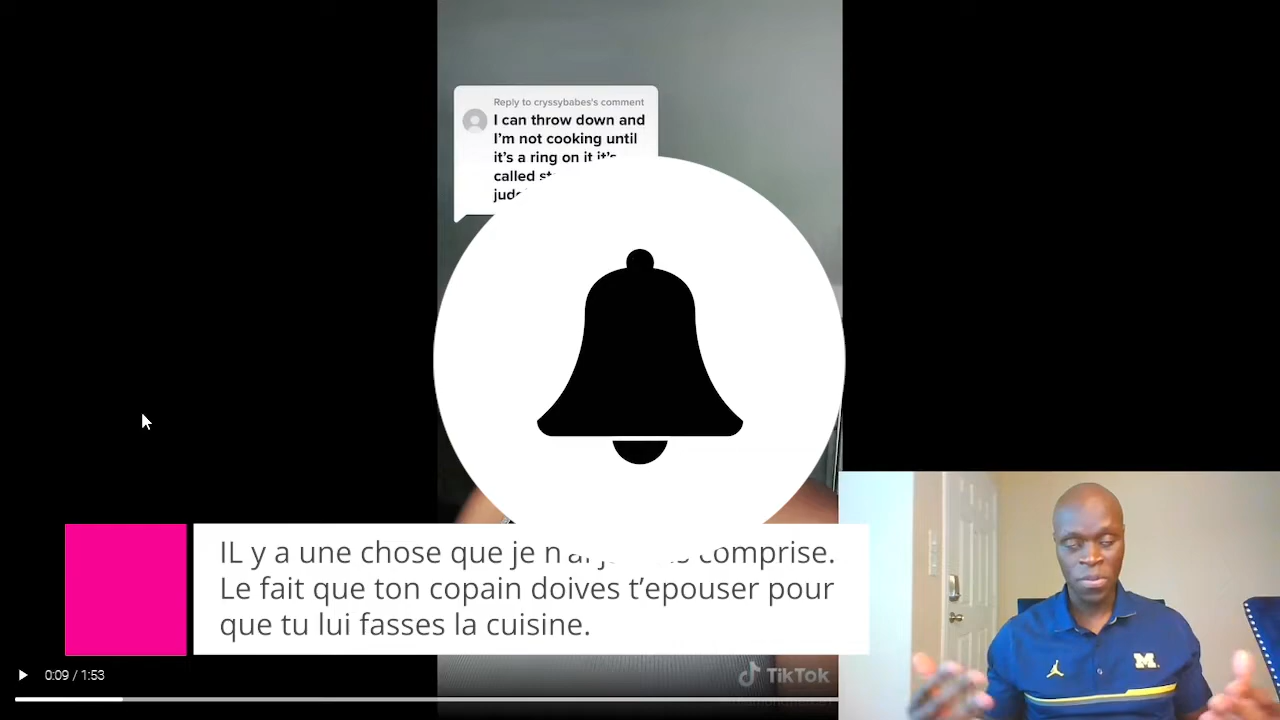 Reply to cryssybabes's comment
I can throw down and
I'm not cooking until
it's a ring on it it's
called
IL y a une chose que je comprise.
Le fait que ton copain doives t'epouser pour
que tu lui fasses la cuisine.
M
0:09 / 1:53
TikTok